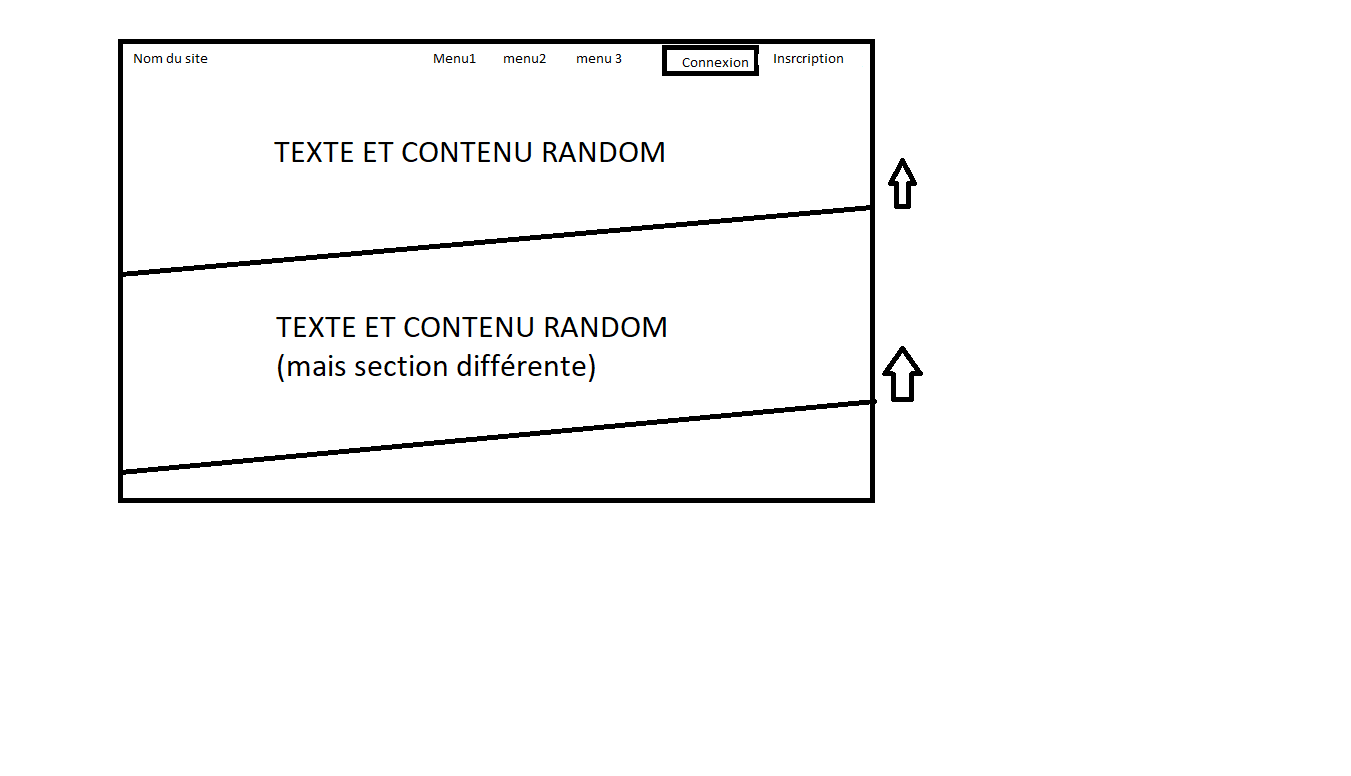 Nom du site Menu1 menu2 menu 3 Connexion Insrcription
TEXTE ET CONTENU RANDOM
TEXTE ET CONTENU RANDOM
(mais section différente)